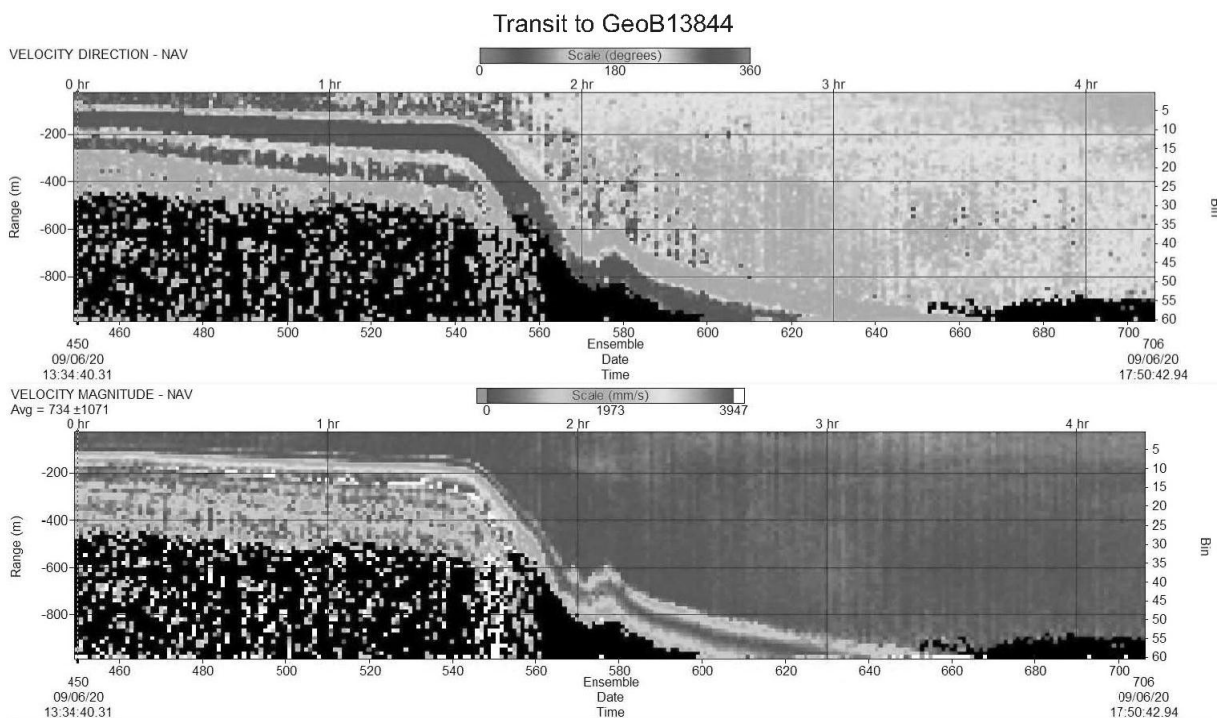 Transit to GeoB13844
VELOCITY DIRECTION - NAV
Scale (degrees)
0 180 360
0 hr 1 hr 2 hr 3 hr 4 hr
-200
-400
-600
-800
Range (m)
5
10
15
20
25
30
35
40
45
50
55
60
Bin
460 480 500 520 540 560 580 600 620 640 660 680 700
450 Ensemble 706
09/06/20 Date 09/06/20
13:34:40.31 Time 17:50:42.94
VELOCITY MAGNITUDE - NAV
Avg = 734 ±1071
Scale (mm/s)
0 1973 3947
0 hr 1 hr 2 hr 3 hr 4 hr
-200
-400
-600
-800
Range (m)
5
10
15
20
25
30
35
40
45
50
55
60
Bin
460 480 500 520 540 560 580 600 620 640 660 680 700
450 Ensemble 706
09/06/20 Date 09/06/20
13:34:40.31 Time 17:50:42.94